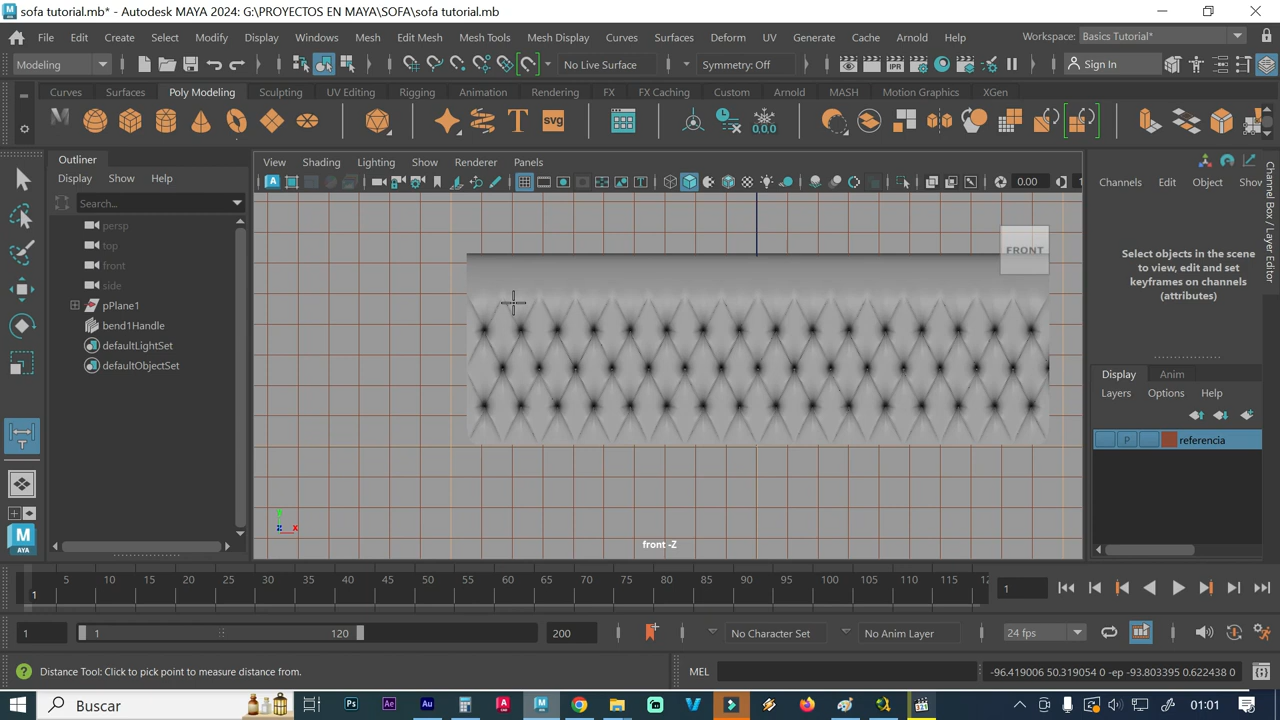 sofa tutorial.mb* - Autodesk MAYA 2024: G:\PROYECTOS EN MAYA\SOFA\sofa tutorial.mb
File Edit Create Select Modify Display Windows Mesh Edit Mesh Mesh Tools Mesh Display Curves Surfaces Deform UV Generate Cache Arnold Help Workspace: Basics Tutorial*
Modeling No Live Surface Symmetry: Off IPR Sign In
Curves Surfaces Poly Modeling Sculpting UV Editing Rigging Animation Rendering FX FX Caching Custom Arnold MASH Motion Graphics XGen
svg 0,0,0
Outliner
Display Show Help
Search...
persp
top
front
side
pPlane1
bend1Handle
defaultLightSet
defaultObjectSet
View Shading Lighting Show Renderer Panels
0.00
FRONT
front -Z
Channels Edit Object Show
Select objects in the scene
to view, edit and set
keyframes on channels
(attributes)
Channel Box / Layer Editor
Display Anim
Layers Options Help
P referencia
AYA
1 5 10 15 20 25 30 35 40 45 50 55 60 65 70 75 80 85 90 95 100 105 110 115 12
1
1 1 120 200 No Character Set No Anim Layer 24 fps
Distance Tool: Click to pick point to measure distance from.
MEL
-96.419006 50.319054 0 -ep -93.803395 0.622438 0
Buscar
01:01